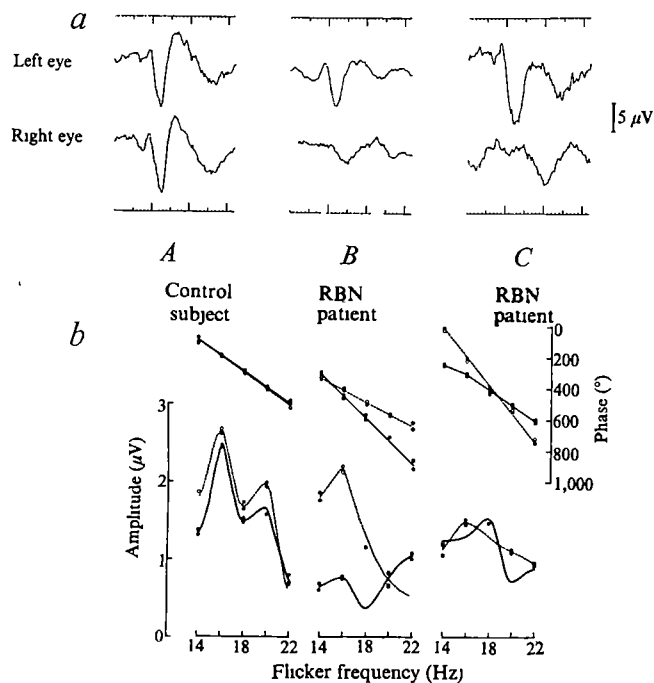 a
Left eye
Right eye
5 μV
A
B
C
Control subject
RBN patient
RBN patient
b
Amplitude (μV)
3
2
1
0
0
200
400
600
800
1,000
Phase (°)
14 18 22
14 18 22
14 18 22
Flicker frequency (Hz)